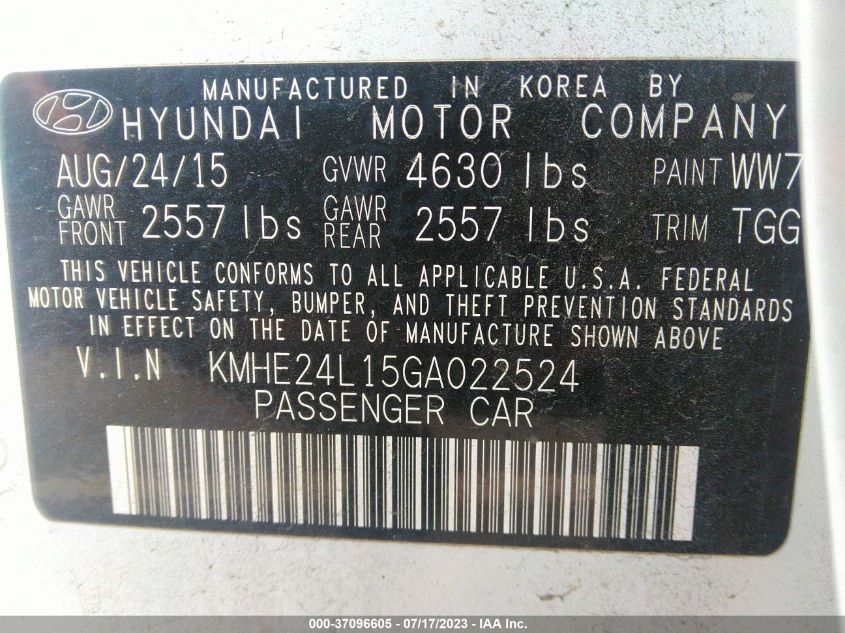 MANUFACTURED IN KOREA BY
HYUNDAI MOTOR COMPANY
AUG/24/15 GVWR 4630 lbs PAINT WW7
GAWR FRONT 2557 lbs GAWR REAR 2557 lbs TRIM TGG
THIS VEHICLE CONFORMS TO ALL APPLICABLE U.S.A. FEDERAL
MOTOR VEHICLE SAFETY, BUMPER, AND THEFT PREVENTION STANDARDS
IN EFFECT ON THE DATE OF MANUFACTURE SHOWN ABOVE
V.I.N KMHE24L15GA022524
PASSENGER CAR
000-37096605 - 07/17/2023 - IAA Inc.